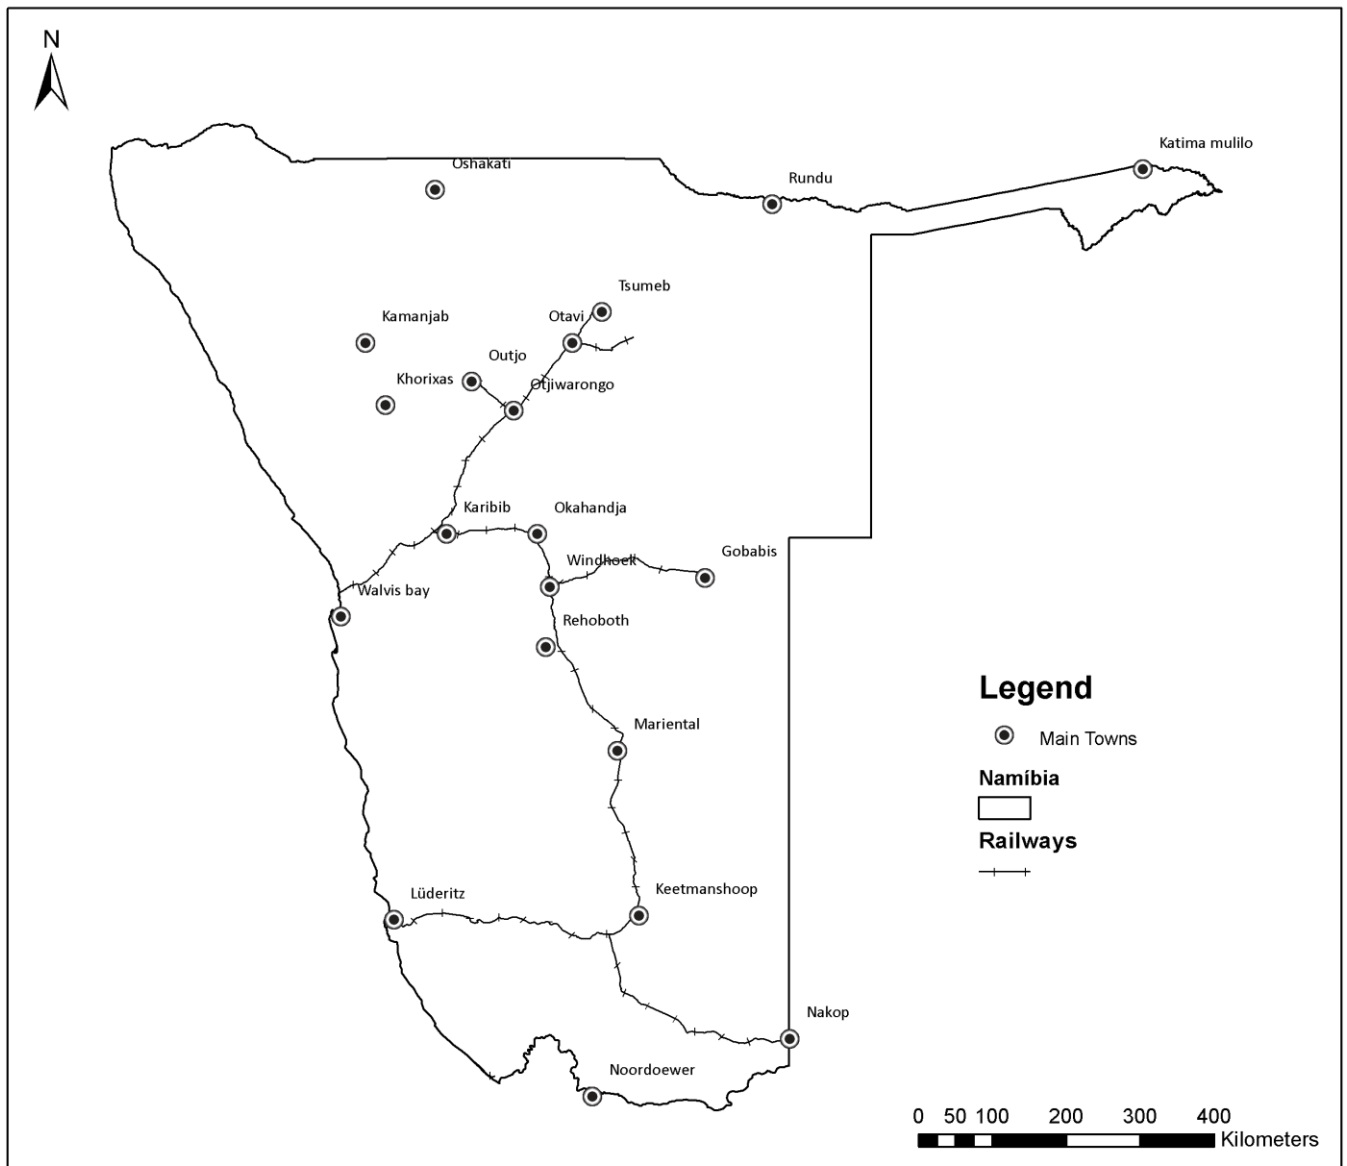 N
Katima mulilo
Oshakati
Rundu
Tsumeb
Kamanjab
Otavi
Outjo
Khorixas
Otjiwarongo
Karibib
Okahandja
Gobabis
Windhoek
Walvis bay
Rehoboth
Legend
Main Towns
Mariental
Namíbia
Railways
Keetmanshoop
Lüderitz
Nakop
Noordoewer
0 50 100 200 300 400
Kilometers